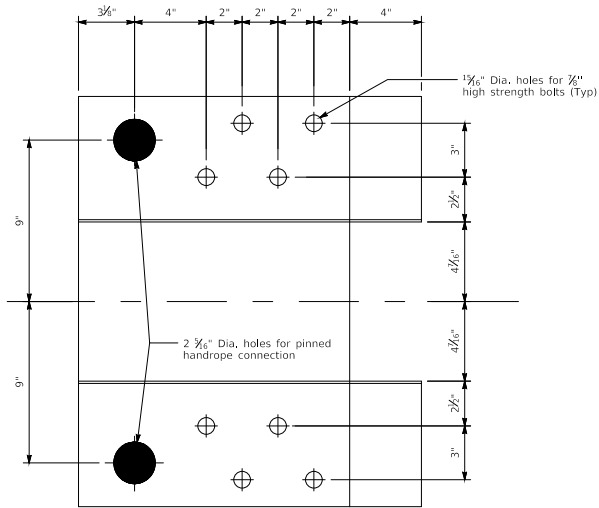 3⅛" 4" 2" 2" 2" 2" 4"
¹⁵⁄₁₆" Dia. holes for ⅞"
high strength bolts (Typ)
3"
2½"
9"
4⁷⁄₁₆"
2 ⁵⁄₁₆" Dia. holes for pinned
handrope connection
4⁷⁄₁₆"
9"
2½"
3"